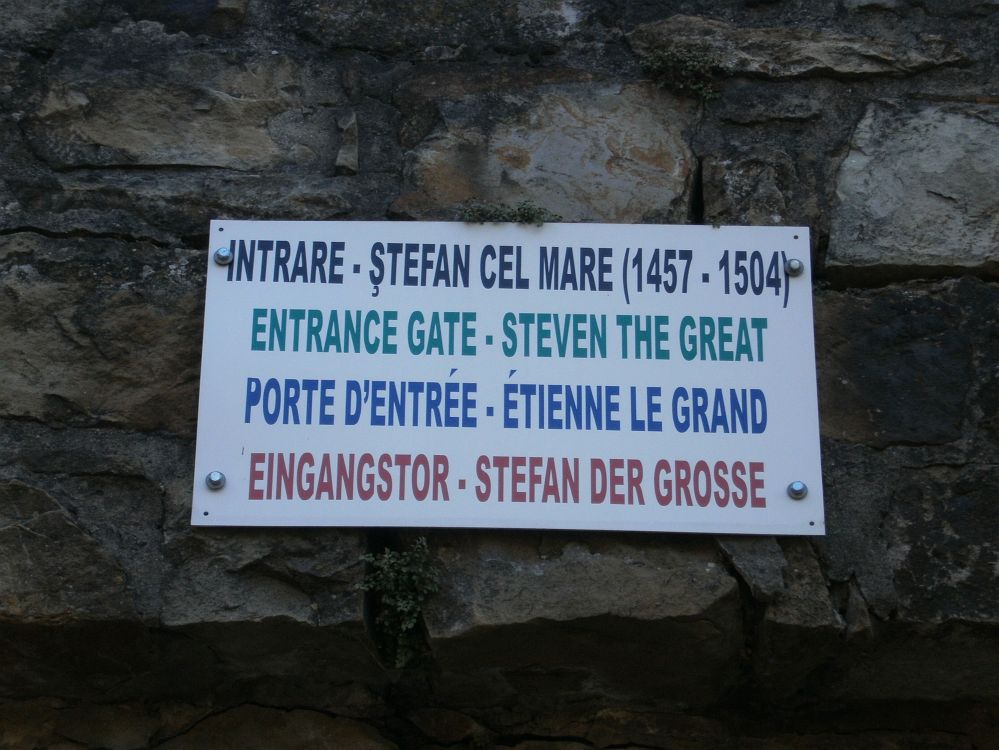 INTRARE - ŞTEFAN CEL MARE (1457 - 1504)
ENTRANCE GATE - STEVEN THE GREAT
PORTE D'ENTRÉE - ÉTIENNE LE GRAND
EINGANGSTOR - STEFAN DER GROSSE